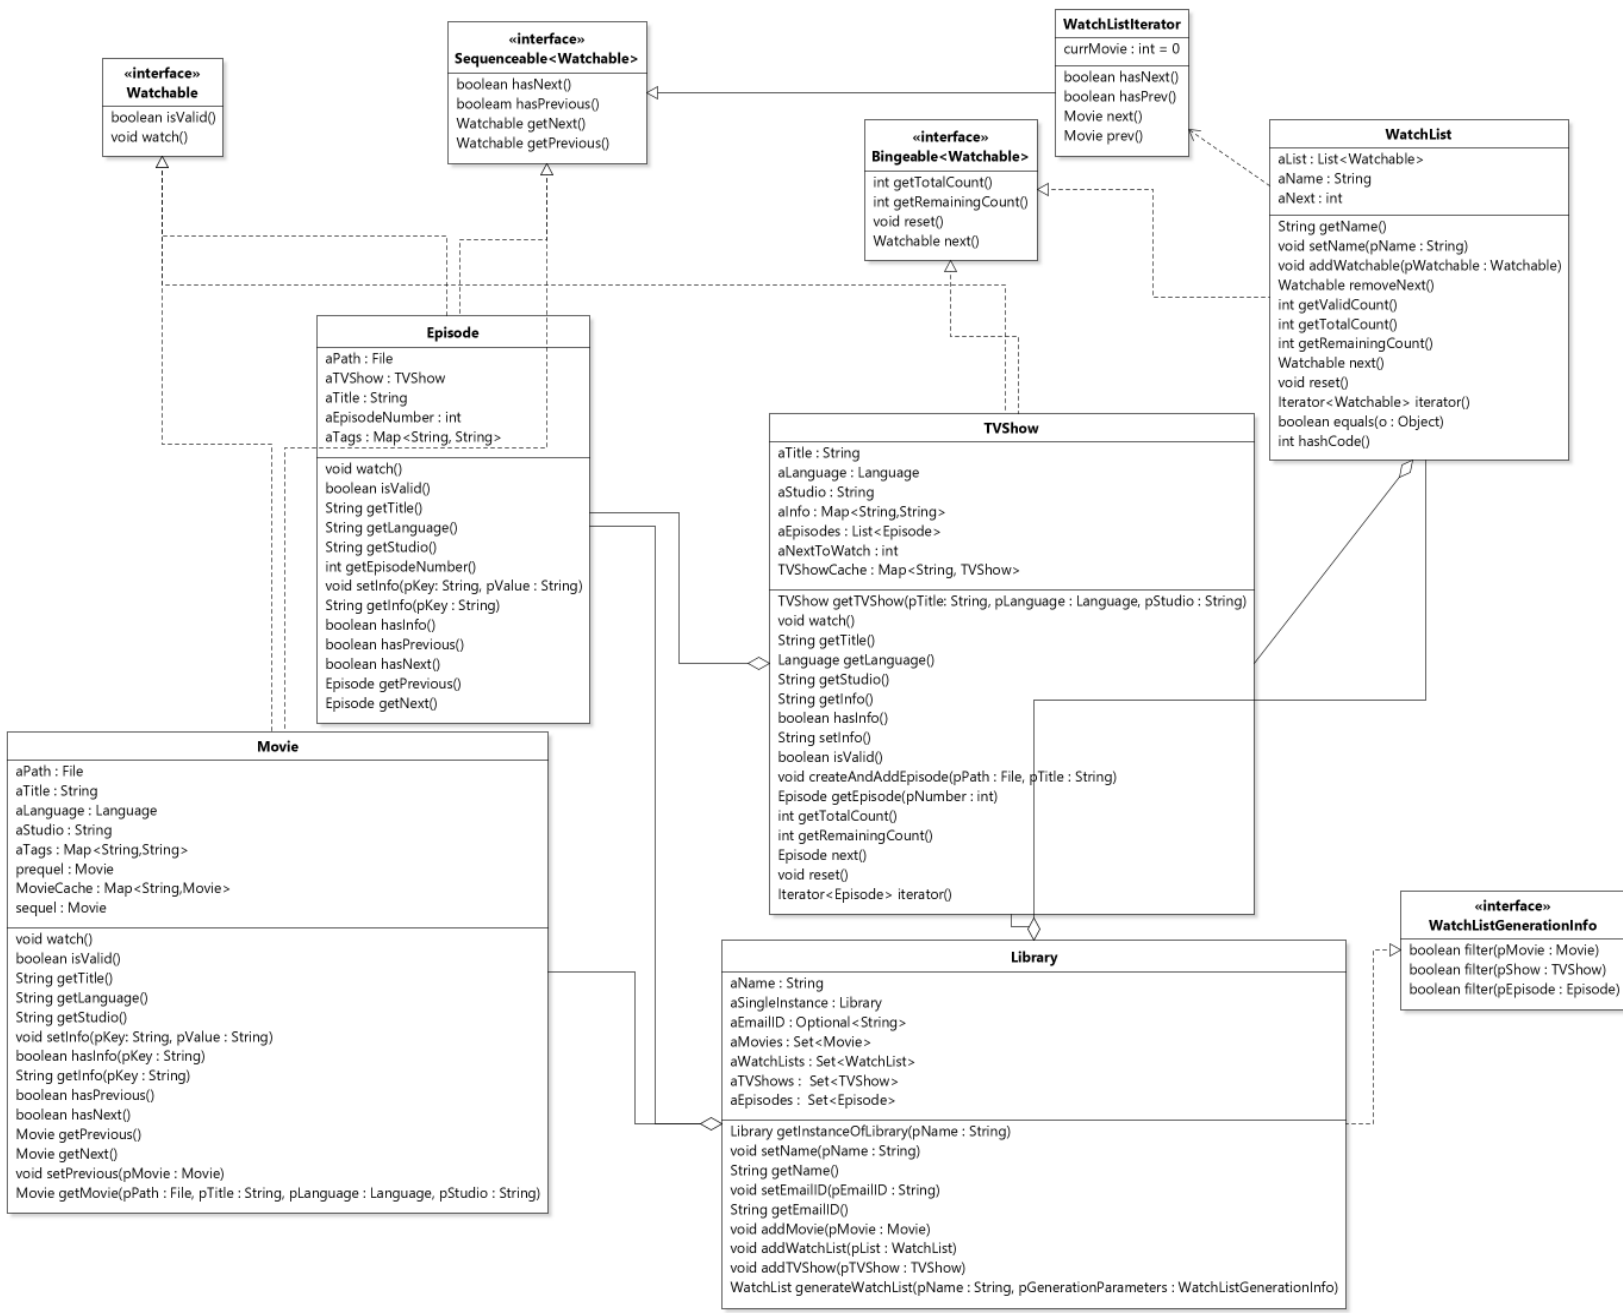 «interface»
Watchable
boolean isValid()
void watch()
«interface»
Sequenceable<Watchable>
boolean hasNext()
booleam hasPrevious()
Watchable getNext()
Watchable getPrevious()
WatchListIterator
currMovie : int = 0
boolean hasNext()
boolean hasPrev()
Movie next()
Movie prev()
«interface»
Bingeable<Watchable>
int getTotalCount()
int getRemainingCount()
void reset()
Watchable next()
WatchList
aList : List<Watchable>
aName : String
aNext : int
String getName()
void setName(pName : String)
void addWatchable(pWatchable : Watchable)
Watchable removeNext()
int getValidCount()
int getTotalCount()
int getRemainingCount()
Watchable next()
void reset()
Iterator<Watchable> iterator()
boolean equals(o : Object)
int hashCode()
Episode
aPath : File
aTVShow : TVShow
aTitle : String
aEpisodeNumber : int
aTags : Map<String, String>
void watch()
boolean isValid()
String getTitle()
String getLanguage()
String getStudio()
int getEpisodeNumber()
void setInfo(pKey: String, pValue : String)
String getInfo(pKey : String)
boolean hasInfo()
boolean hasPrevious()
boolean hasNext()
Episode getPrevious()
Episode getNext()
TVShow
aTitle : String
aLanguage : Language
aStudio : String
aInfo : Map<String,String>
aEpisodes : List<Episode>
aNextToWatch : int
TVShowCache : Map<String, TVShow>
TVShow getTVShow(pTitle: String, pLanguage : Language, pStudio : String)
void watch()
String getTitle()
Language getLanguage()
String getStudio()
String getInfo()
boolean hasInfo()
String setInfo()
boolean isValid()
void createAndAddEpisode(pPath : File, pTitle : String)
Episode getEpisode(pNumber : int)
int getTotalCount()
int getRemainingCount()
Episode next()
void reset()
Iterator<Episode> iterator()
Movie
aPath : File
aTitle : String
aLanguage : Language
aStudio : String
aTags : Map<String,String>
prequel : Movie
MovieCache : Map<String,Movie>
sequel : Movie
void watch()
boolean isValid()
String getTitle()
String getLanguage()
String getStudio()
void setInfo(pKey: String, pValue : String)
boolean hasInfo(pKey : String)
String getInfo(pKey : String)
boolean hasPrevious()
boolean hasNext()
Movie getPrevious()
Movie getNext()
void setPrevious(pMovie : Movie)
Movie getMovie(pPath : File, pTitle : String, pLanguage : Language, pStudio : String)
«interface»
WatchListGenerationInfo
boolean filter(pMovie : Movie)
boolean filter(pShow : TVShow)
boolean filter(pEpisode : Episode)
Library
aName : String
aSingleInstance : Library
aEmailID : Optional<String>
aMovies : Set<Movie>
aWatchLists : Set<WatchList>
aTVShows :  Set<TVShow>
aEpisodes :  Set<Episode>
Library getInstanceOfLibrary(pName : String)
void setName(pName : String)
String getName()
void setEmailID(pEmailID : String)
String getEmailID()
void addMovie(pMovie : Movie)
void addWatchList(pList : WatchList)
void addTVShow(pTVShow : TVShow)
WatchList generateWatchList(pName : String, pGenerationParameters : WatchListGenerationInfo)